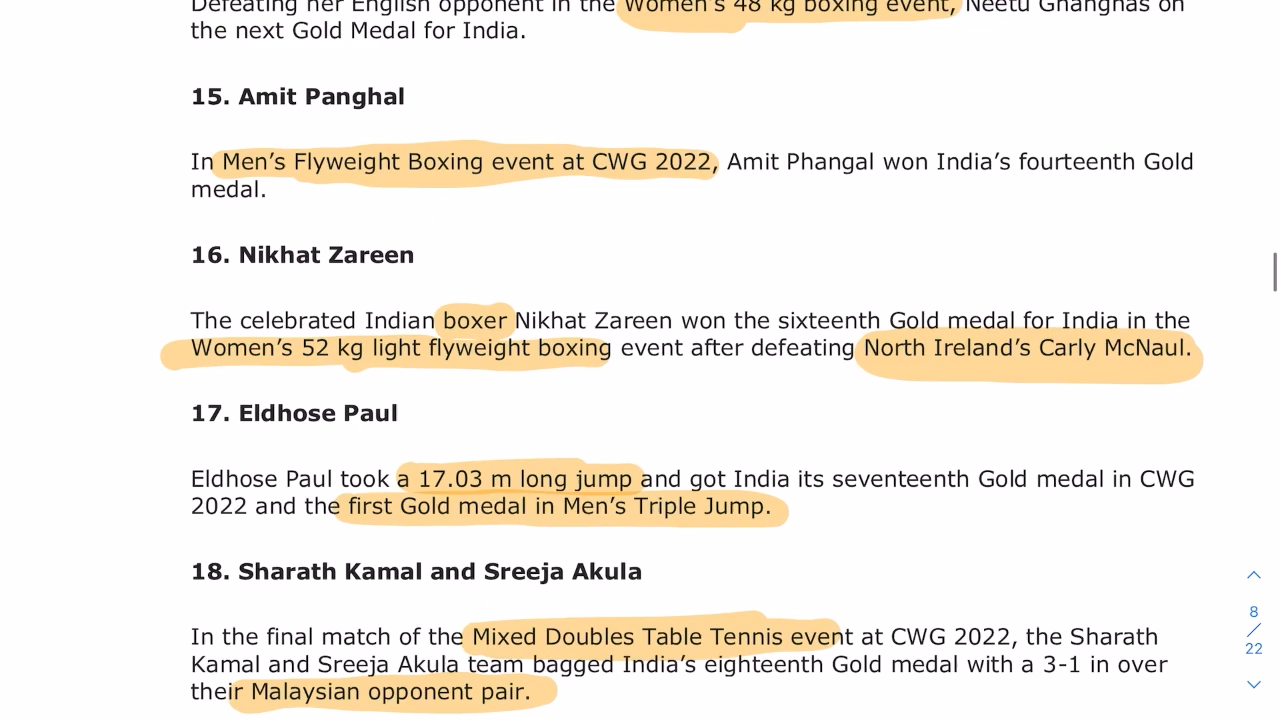 Defeating her English opponent in the Women's 48 kg boxing event, Neetu Ghanghas on
the next Gold Medal for India.
15. Amit Panghal
In Men’s Flyweight Boxing event at CWG 2022, Amit Phangal won India’s fourteenth Gold
medal.
16. Nikhat Zareen
The celebrated Indian boxer Nikhat Zareen won the sixteenth Gold medal for India in the
Women’s 52 kg light flyweight boxing event after defeating North Ireland’s Carly McNaul.
17. Eldhose Paul
Eldhose Paul took a 17.03 m long jump and got India its seventeenth Gold medal in CWG
2022 and the first Gold medal in Men’s Triple Jump.
18. Sharath Kamal and Sreeja Akula
In the final match of the Mixed Doubles Table Tennis event at CWG 2022, the Sharath
Kamal and Sreeja Akula team bagged India’s eighteenth Gold medal with a 3-1 in over
their Malaysian opponent pair.
8
/
22